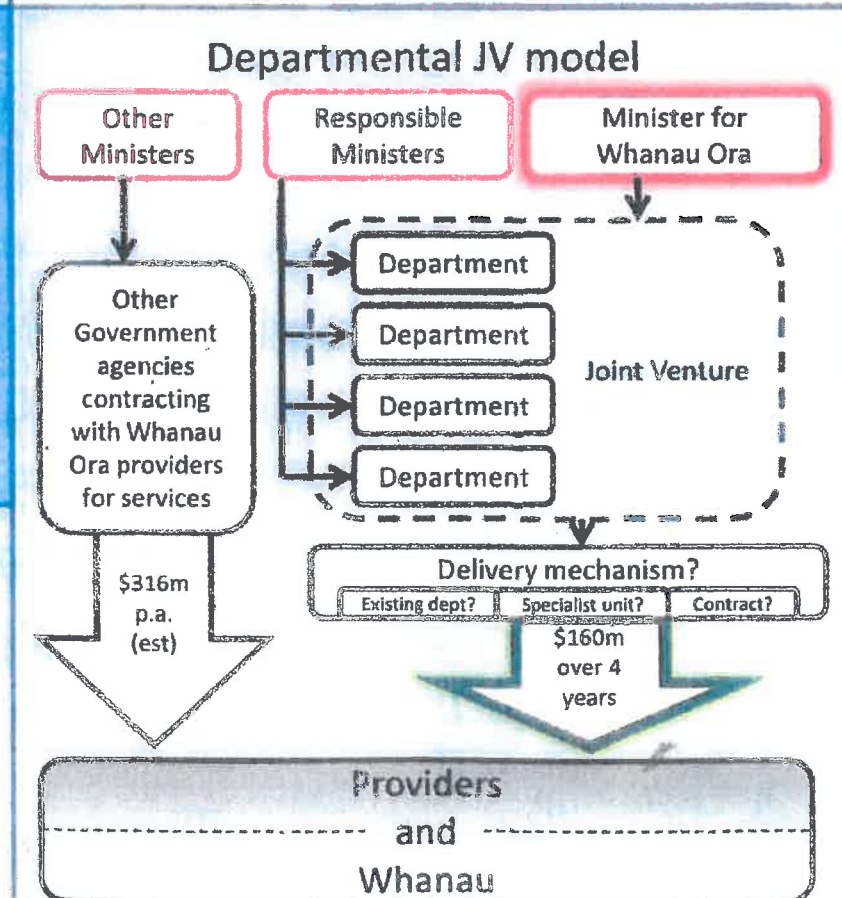 Departmental JV model
Other
Ministers
Responsible
Ministers
Minister for
Whanau Ora
Other
Government
agencies
contracting
with Whanau
Ora providers
for services
Department
Department
Department
Department
Joint Venture
Delivery mechanism?
Existing dept?
Specialist unit?
Contract?
$316m
p.a.
(est)
$160m
over 4
years
Providers
and
Whanau